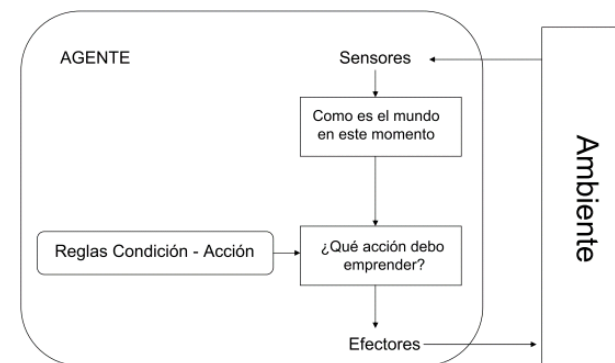 AGENTE
Sensores
Como es el mundo
en este momento
Reglas Condición - Acción
¿Qué acción debo
emprender?
Efectores
Ambiente